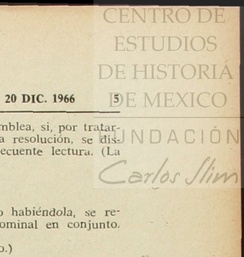 CENTRO DE
ESTUDIOS
DE HISTORIA
DE MEXICO
FUNDACIÓN
Carlos Slim
20 DIC. 1966 5
mblea, si, por tratar-
a resolución, se dis-
ecuente lectura. (La
o habiéndola, se re-
ominal en conjunto.
o.)